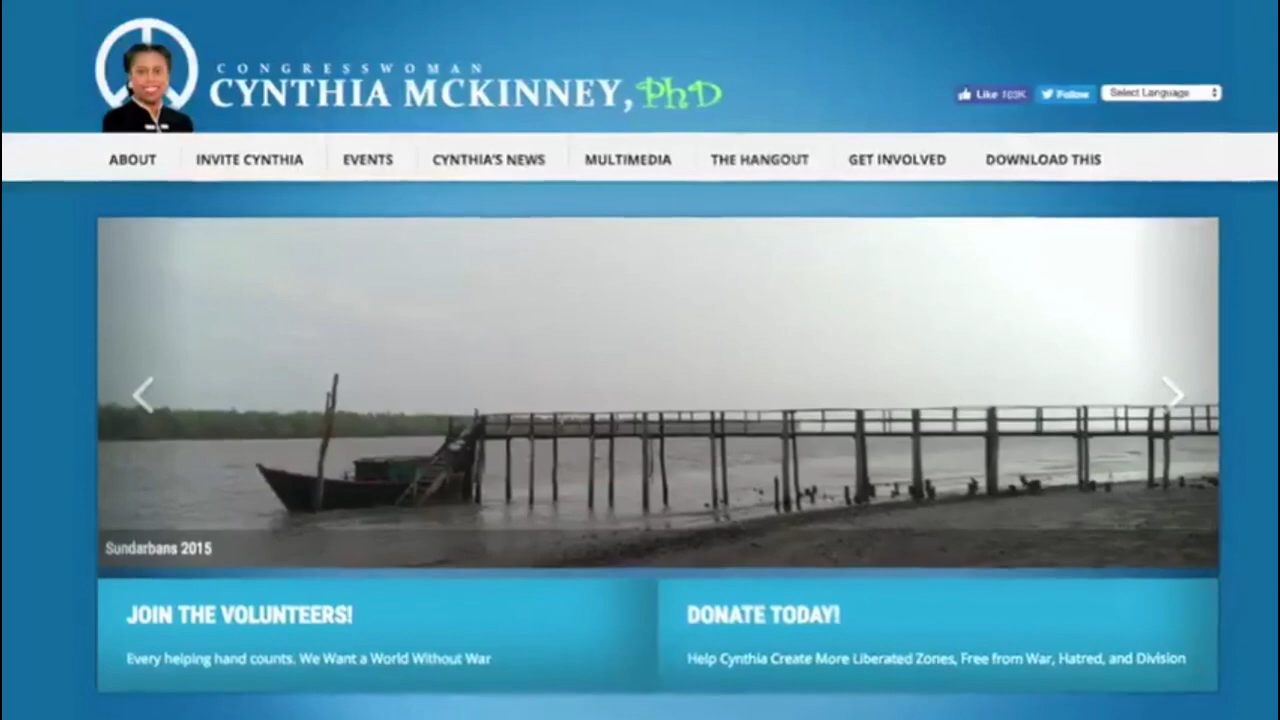 CONGRESSWOMAN
CYNTHIA MCKINNEY, PhD
Like 103K Follow Select Language
ABOUT INVITE CYNTHIA EVENTS CYNTHIA'S NEWS MULTIMEDIA THE HANGOUT GET INVOLVED DOWNLOAD THIS
Sundarbans 2015
JOIN THE VOLUNTEERS!
Every helping hand counts. We Want a World Without War
DONATE TODAY!
Help Cynthia Create More Liberated Zones, Free from War, Hatred, and Division